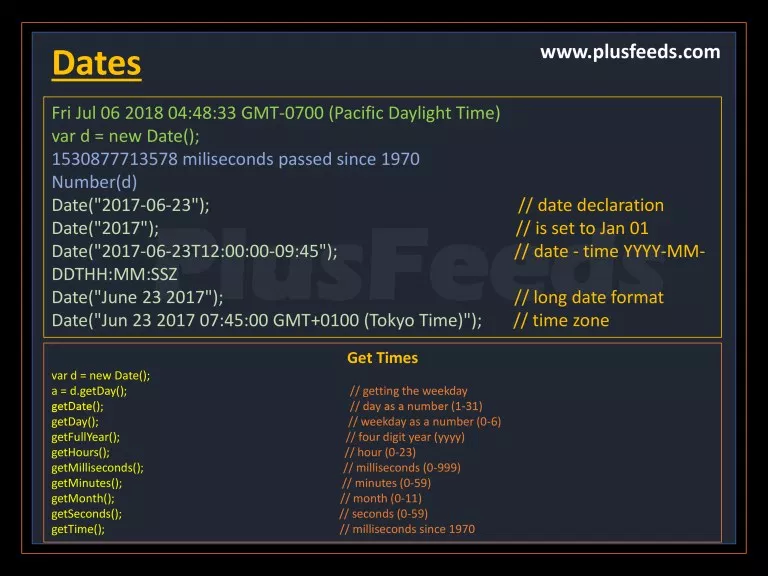 Dates
www.plusfeeds.com
Fri Jul 06 2018 04:48:33 GMT-0700 (Pacific Daylight Time)
var d = new Date();
1530877713578 miliseconds passed since 1970
Number(d)
Date("2017-06-23"); // date declaration
Date("2017"); // is set to Jan 01
Date("2017-06-23T12:00:00-09:45"); // date - time YYYY-MM-
DDTHH:MM:SSZ
Date("June 23 2017"); // long date format
Date("Jun 23 2017 07:45:00 GMT+0100 (Tokyo Time)"); // time zone
PlusFeeds
Get Times
var d = new Date();
a = d.getDay(); // getting the weekday
getDate(); // day as a number (1-31)
getDay(); // weekday as a number (0-6)
getFullYear(); // four digit year (yyyy)
getHours(); // hour (0-23)
getMilliseconds(); // milliseconds (0-999)
getMinutes(); // minutes (0-59)
getMonth(); // month (0-11)
getSeconds(); // seconds (0-59)
getTime(); // milliseconds since 1970